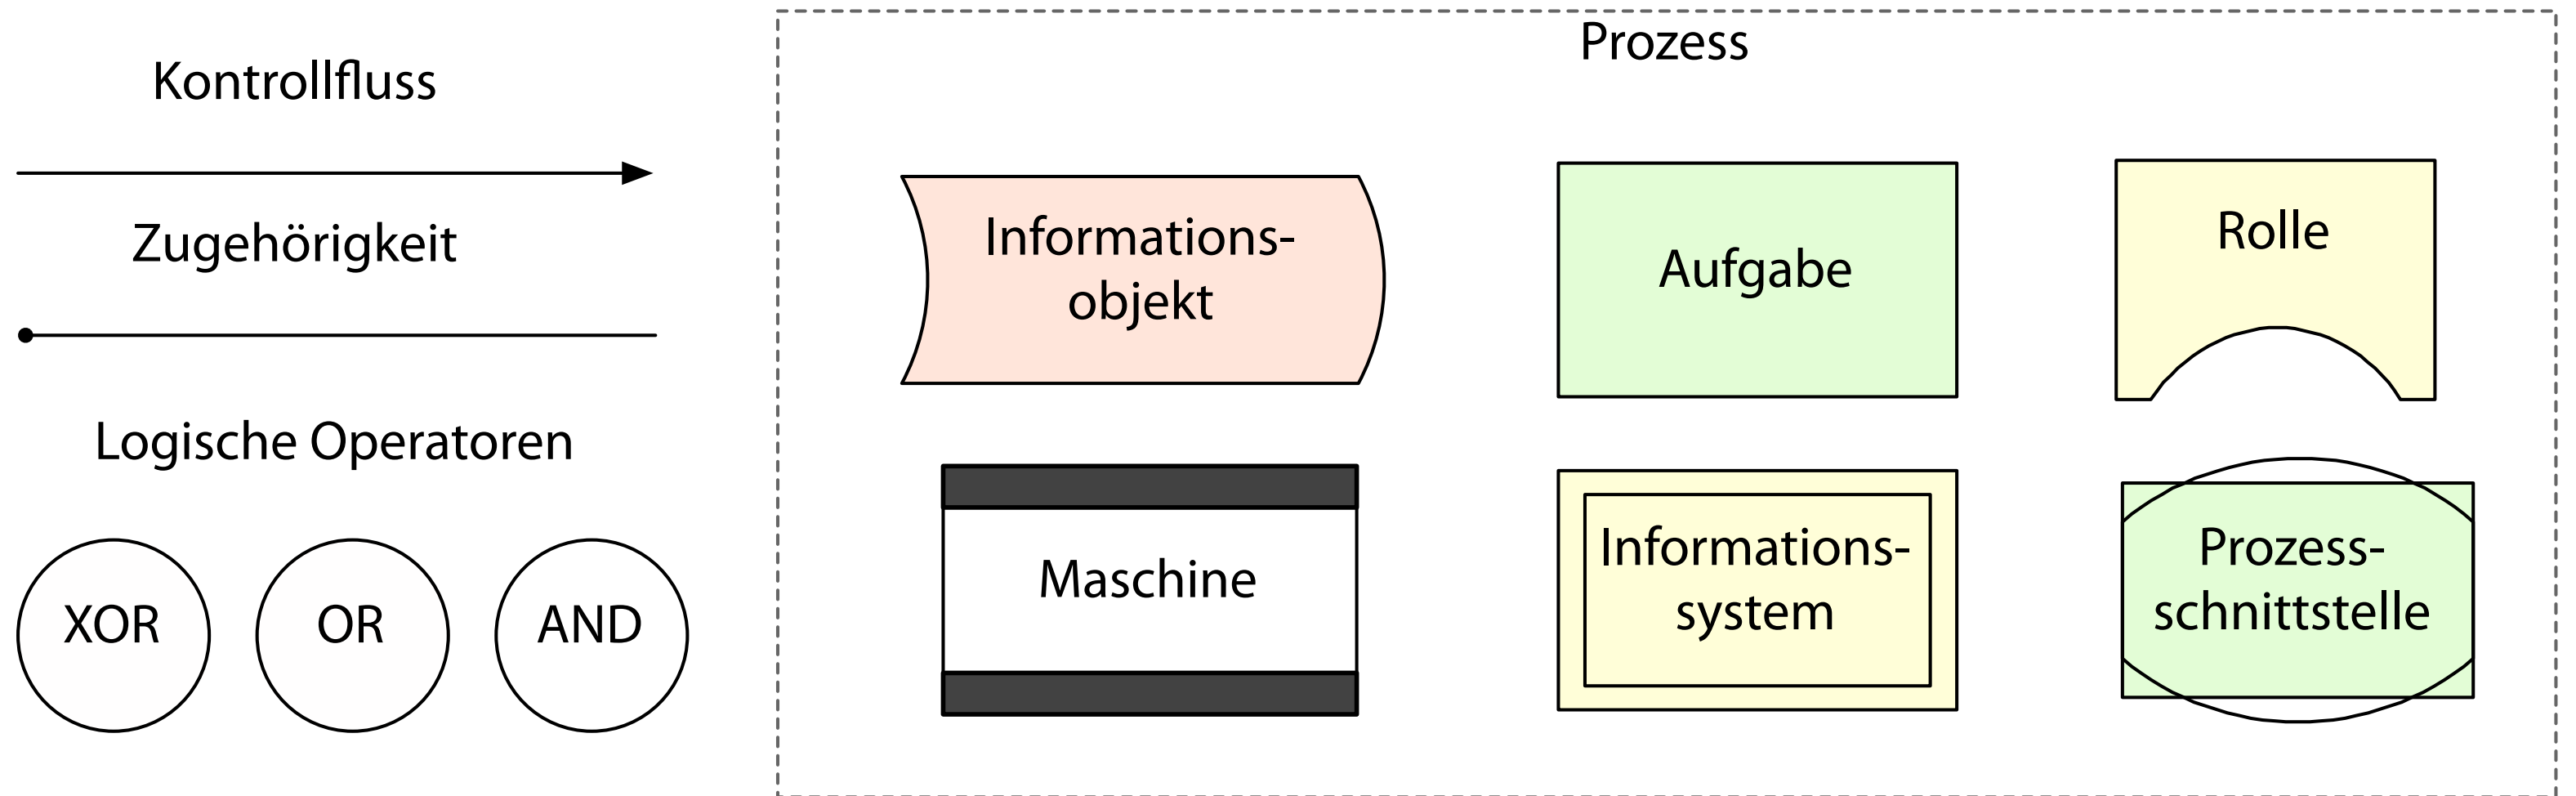 Kontrollfluss
Zugehörigkeit
Logische Operatoren
XOR OR AND
Prozess
Informations-
objekt
Aufgabe
Rolle
Maschine
Informations-
system
Prozess-
schnittstelle